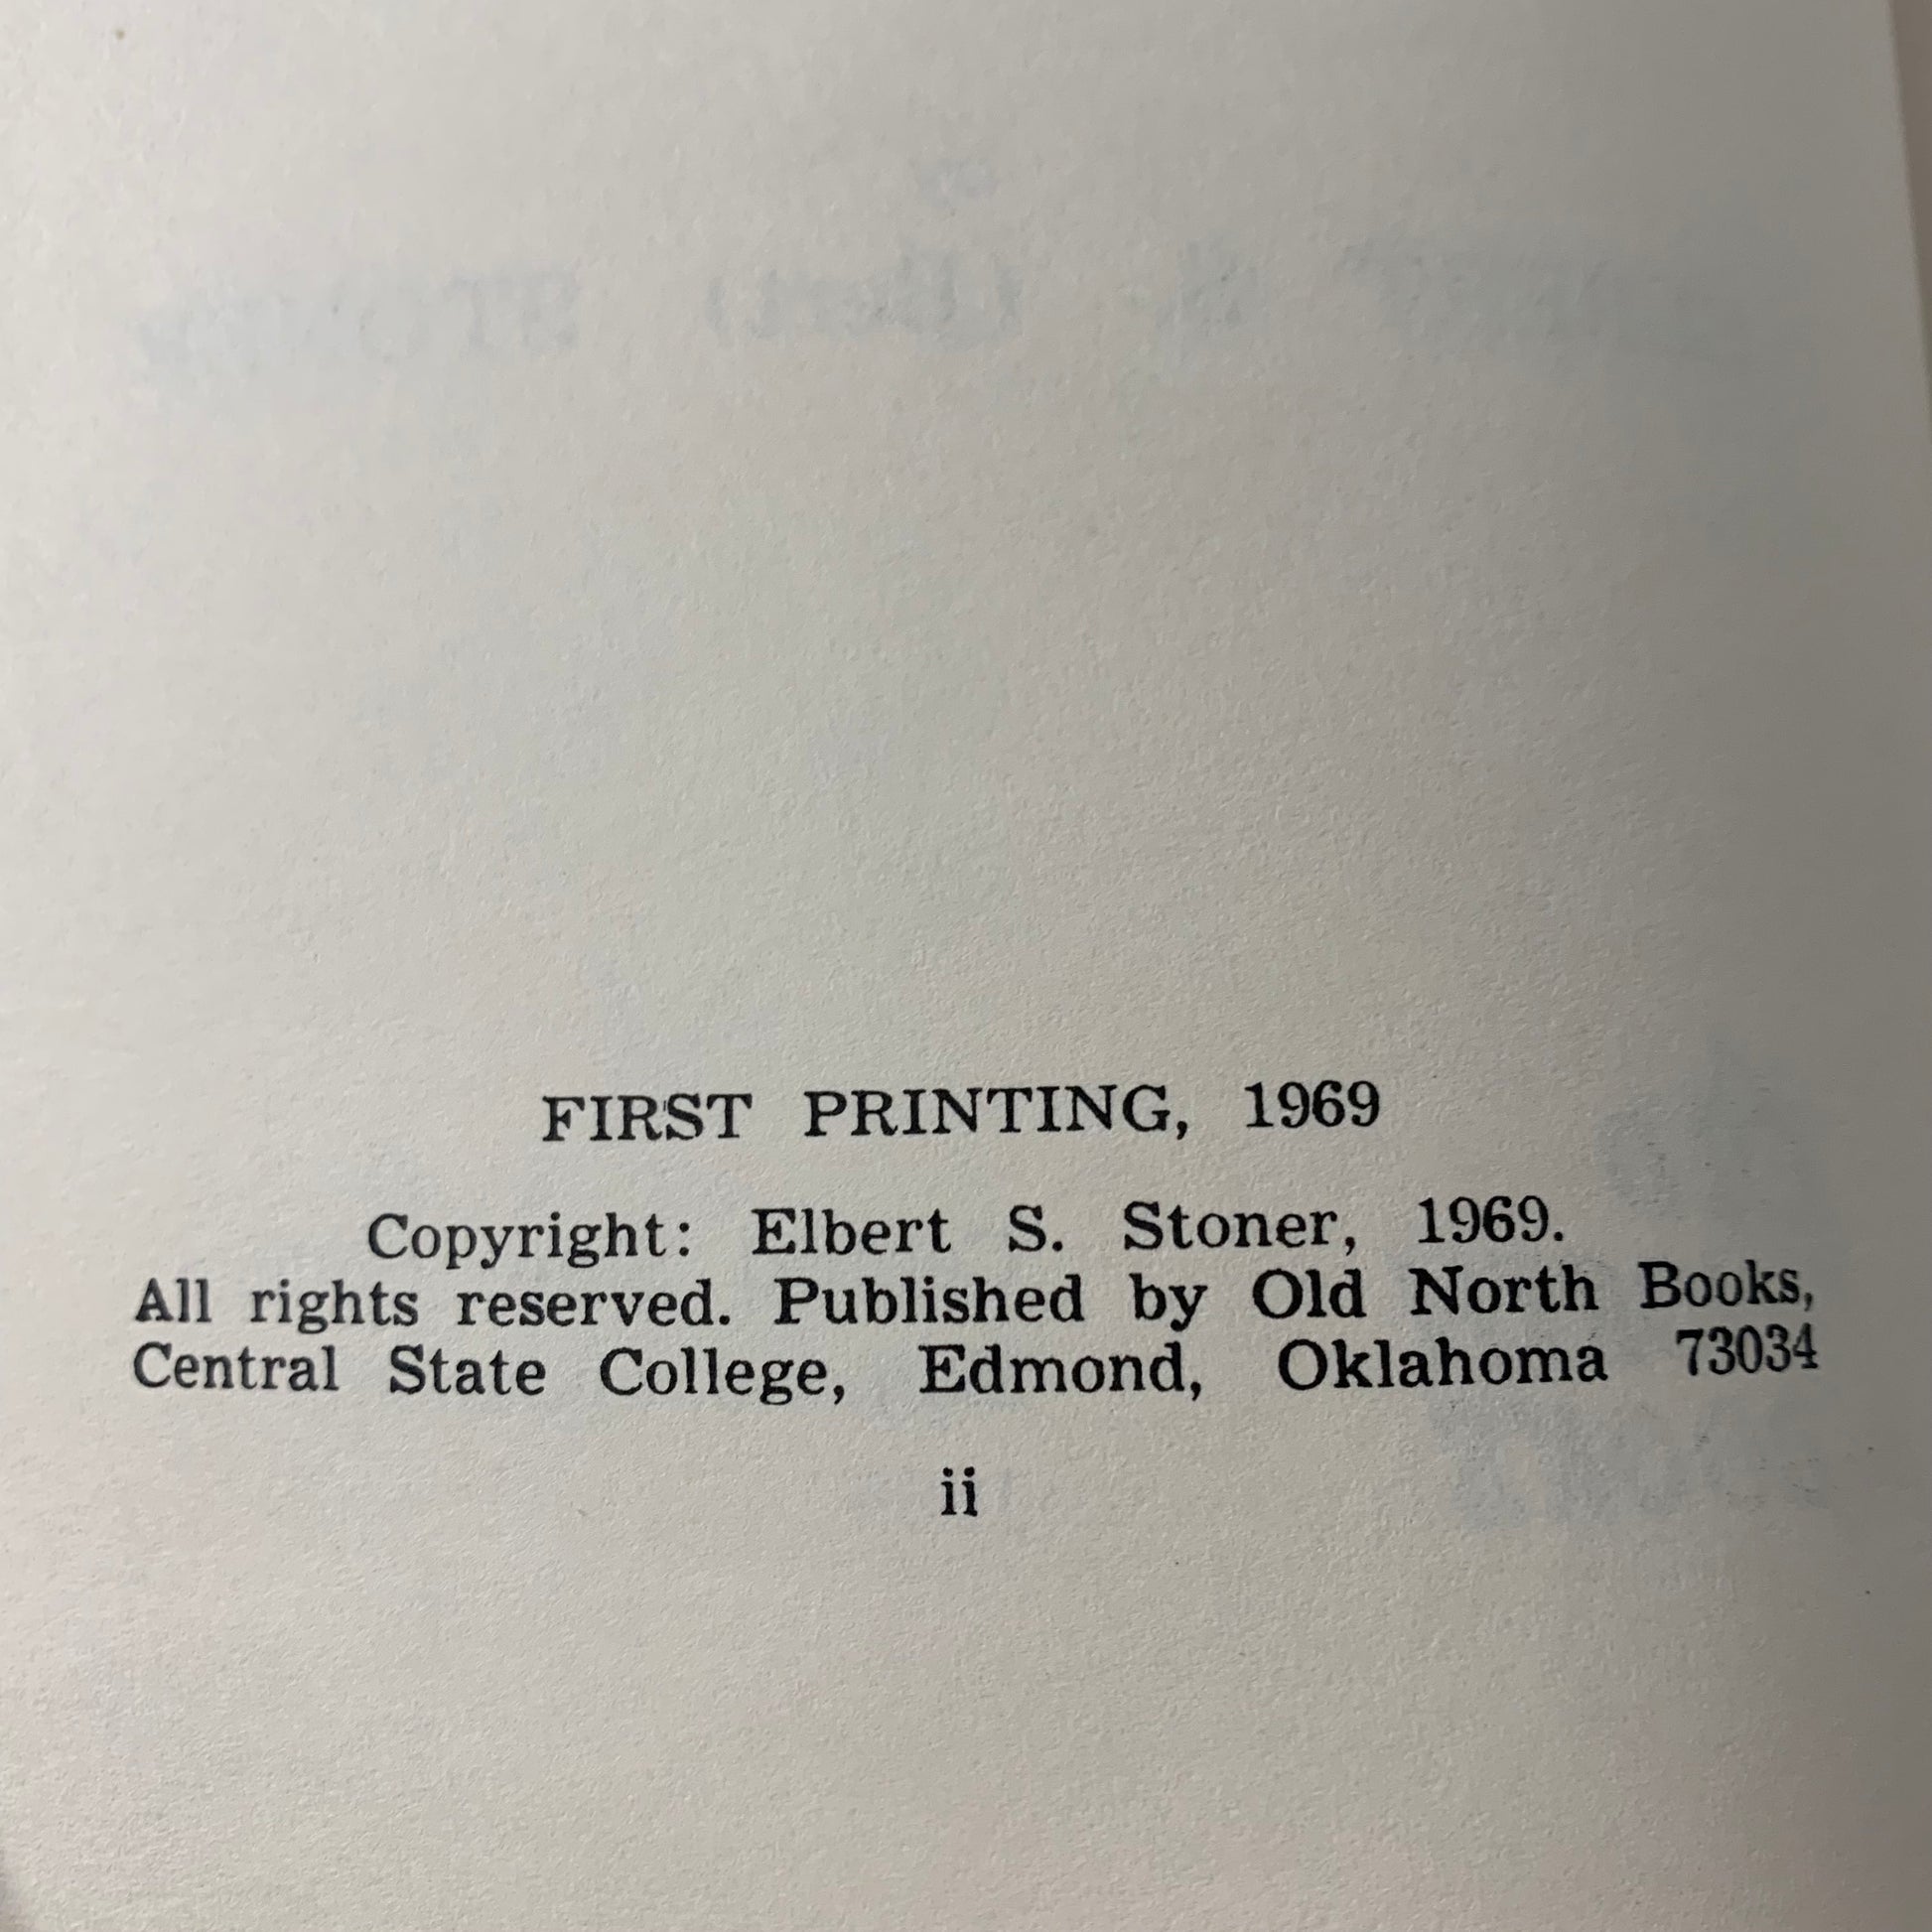 FIRST PRINTING, 1969
Copyright: Elbert S. Stoner, 1969.
All rights reserved. Published by Old North Books,
Central State College, Edmond, Oklahoma 73034
ii